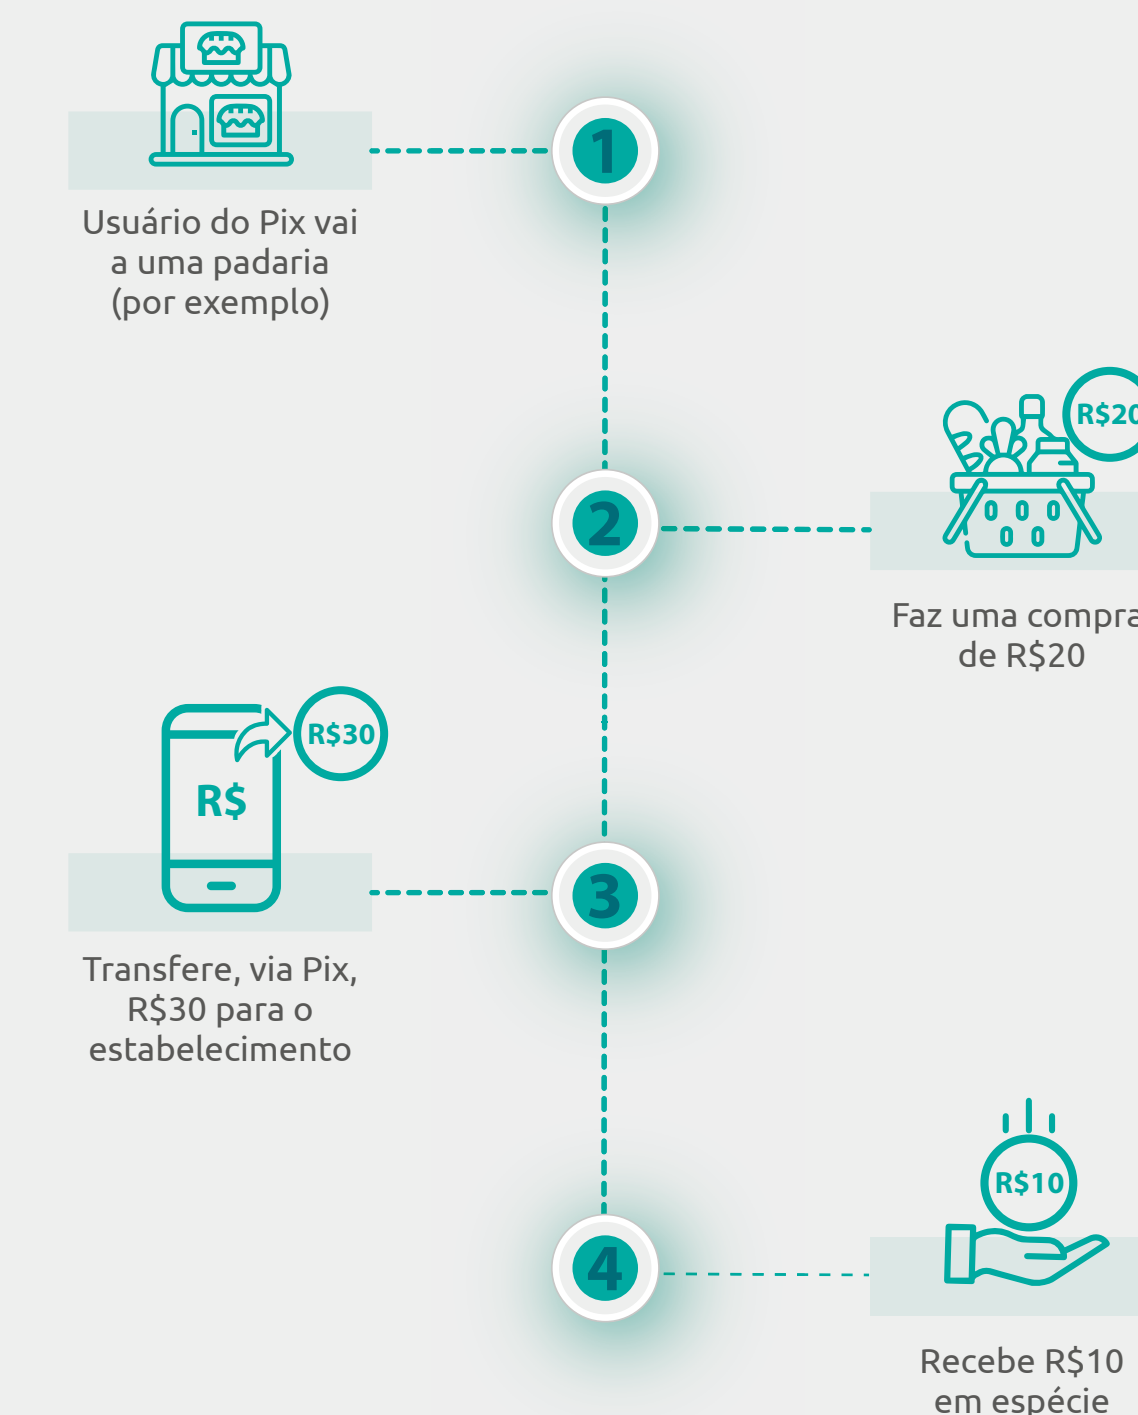 1
Usuário do Pix vai
a uma padaria
(por exemplo)
2
R$20
Faz uma compra
de R$20
3
R$30
R$
Transfere, via Pix,
R$30 para o
estabelecimento
4
R$10
Recebe R$10
em espécie